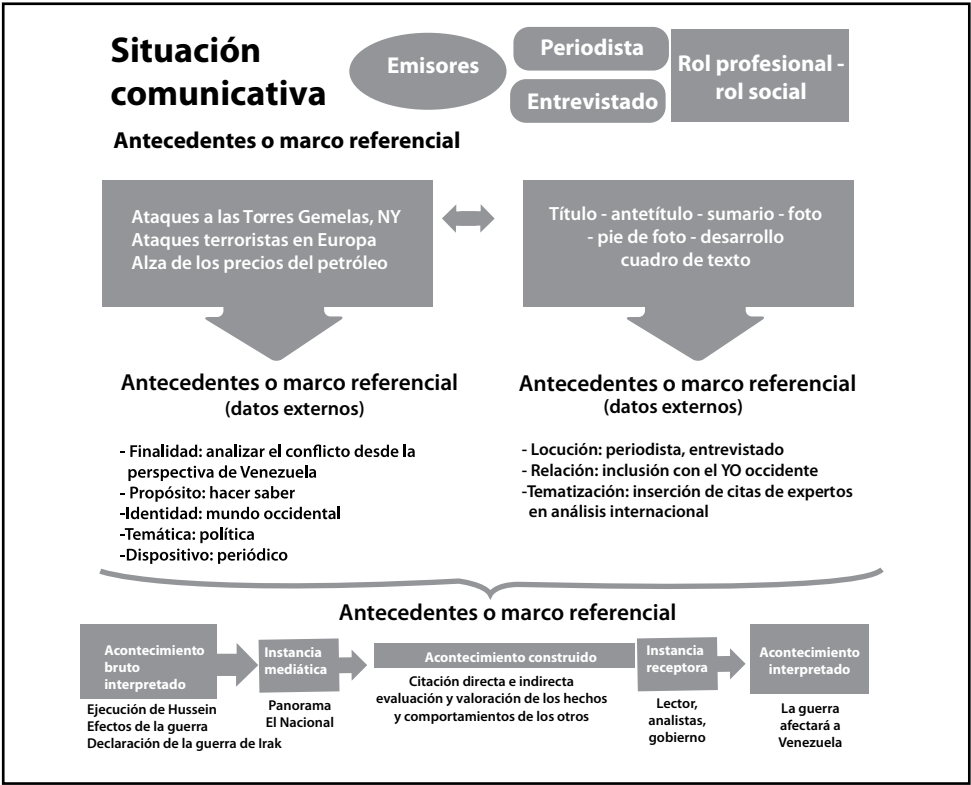 Situación
comunicativa
Emisores
Periodista
Entrevistado
Rol profesional -
rol social
Antecedentes o marco referencial
Ataques a las Torres Gemelas, NY
Ataques terroristas en Europa
Alza de los precios del petróleo
Título - antetítulo - sumario - foto
- pie de foto - desarrollo
cuadro de texto
Antecedentes o marco referencial
(datos externos)
- Finalidad: analizar el conflicto desde la
perspectiva de Venezuela
- Propósito: hacer saber
-Identidad: mundo occidental
-Temática: política
-Dispositivo: periódico
Antecedentes o marco referencial
(datos externos)
- Locución: periodista, entrevistado
- Relación: inclusión con el YO occidente
-Tematización: inserción de citas de expertos
en análisis internacional
Antecedentes o marco referencial
Acontecimiento
bruto
interpretado
Ejecución de Hussein
Efectos de la guerra
Declaración de la guerra de Irak
Instancia
mediática
Panorama
El Nacional
Acontecimiento construido
Citación directa e indirecta
evaluación y valoración de los hechos
y comportamientos de los otros
Instancia
receptora
Lector,
analistas,
gobierno
Acontecimiento
interpretado
La guerra
afectará a
Venezuela